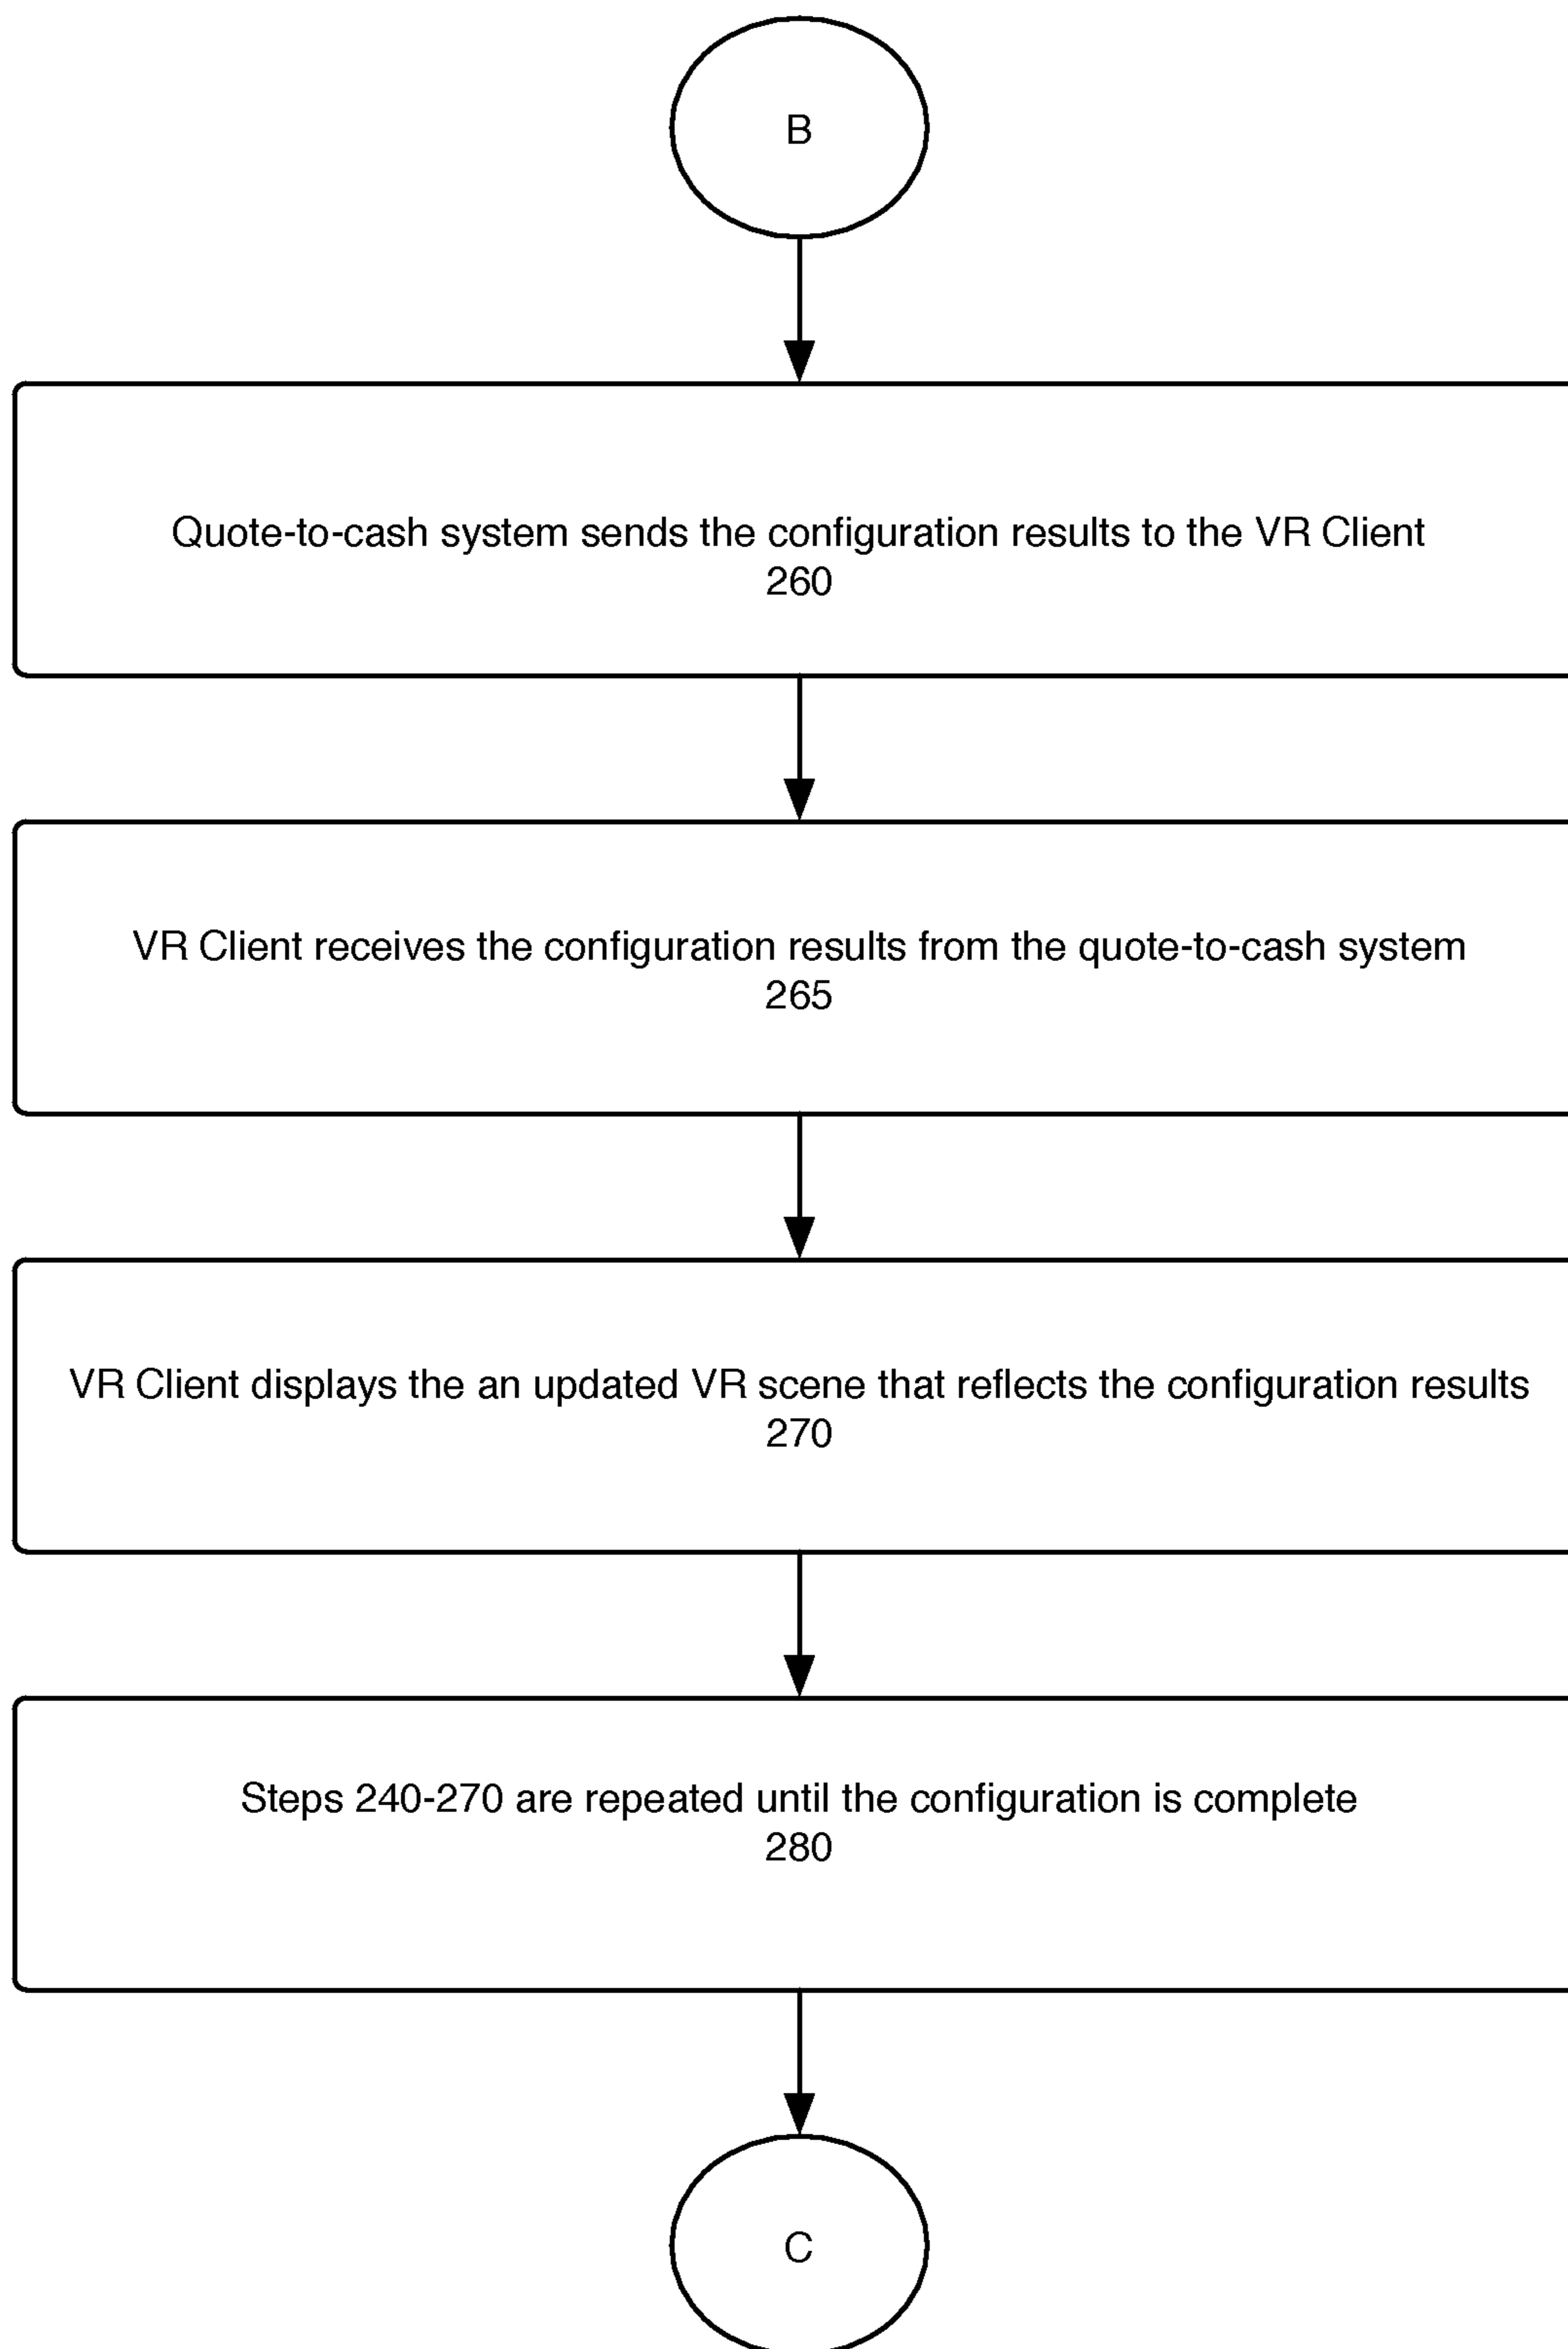 B
Quote-to-cash system sends the configuration results to the VR Client
260
VR Client receives the configuration results from the quote-to-cash system
265
VR Client displays the an updated VR scene that reflects the configuration results
270
Steps 240-270 are repeated until the configuration is complete
280
C